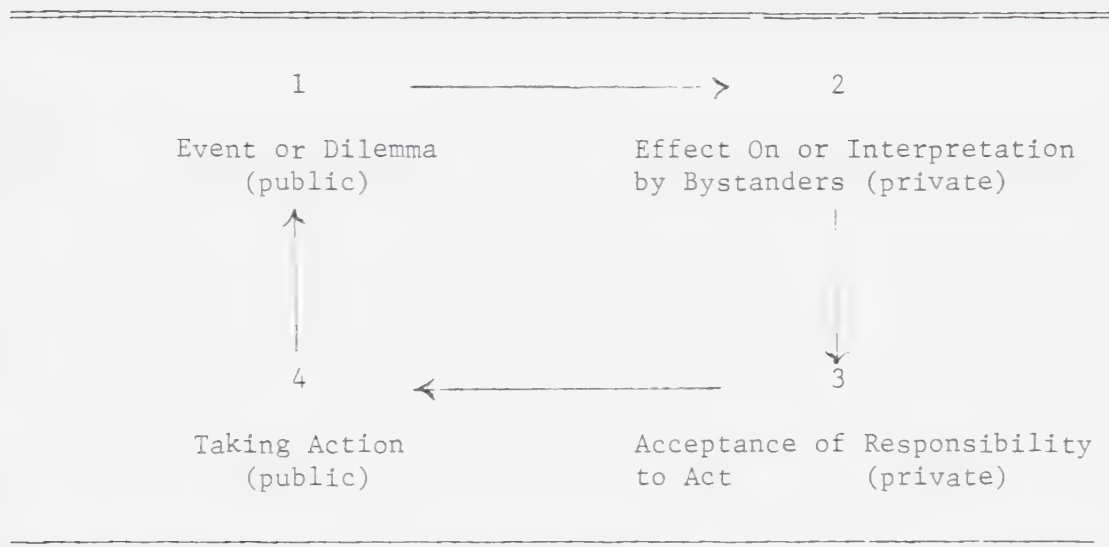 1 2
Event or Dilemma Effect On or Interpretation
(public) by Bystanders (private)
4 3
Taking Action Acceptance of Responsibility
(public) to Act (private)